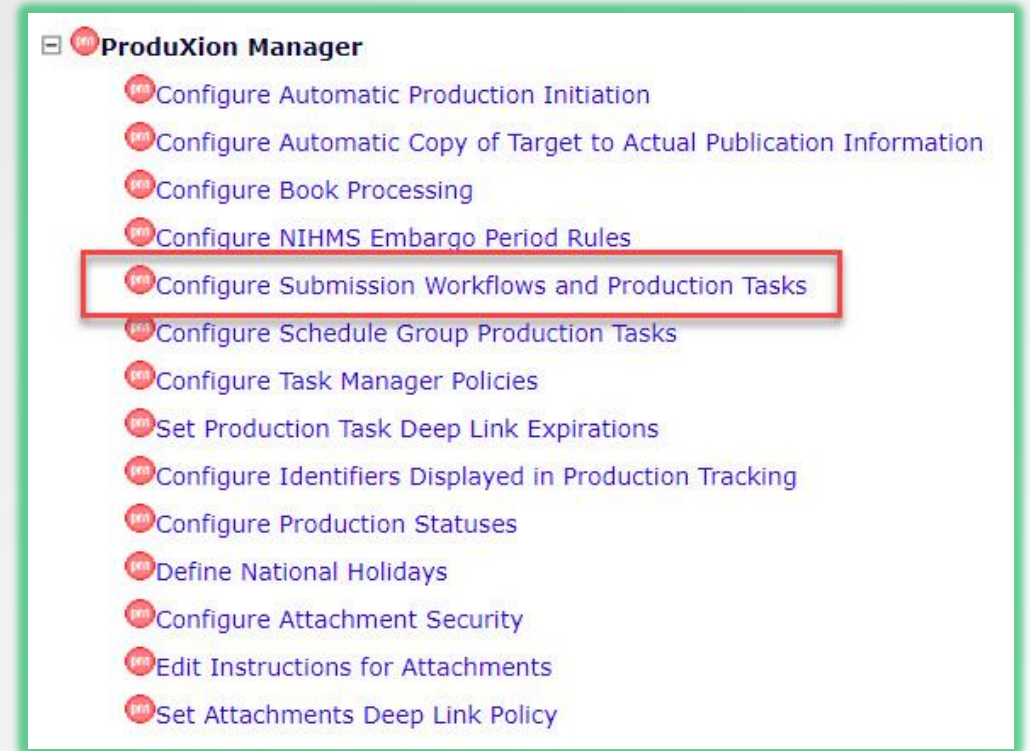 ProduXion Manager
Configure Automatic Production Initiation
Configure Automatic Copy of Target to Actual Publication Information
Configure Book Processing
Configure NIHMS Embargo Period Rules
Configure Submission Workflows and Production Tasks
Configure Schedule Group Production Tasks
Configure Task Manager Policies
Set Production Task Deep Link Expirations
Configure Identifiers Displayed in Production Tracking
Configure Production Statuses
Define National Holidays
Configure Attachment Security
Edit Instructions for Attachments
Set Attachments Deep Link Policy